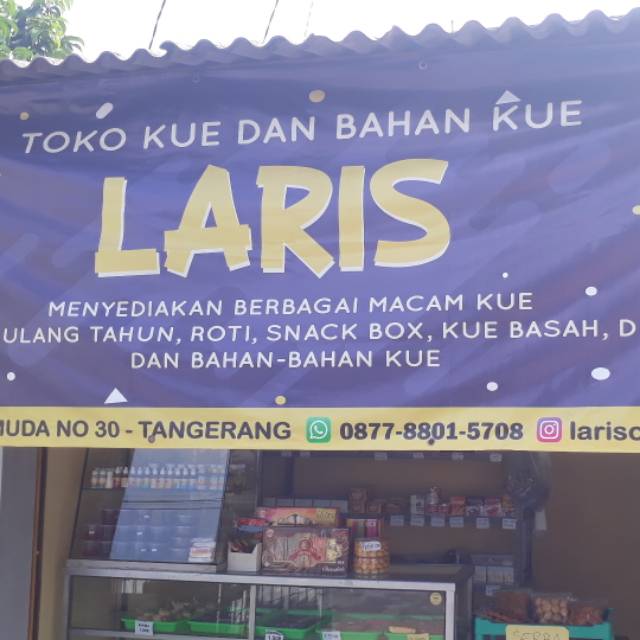 TOKO KUE DAN BAHAN KUE
LARIS
MENYEDIAKAN BERBAGAI MACAM KUE
ULANG TAHUN, ROTI, SNACK BOX, KUE BASAH, D
DAN BAHAN-BAHAN KUE
MUDA NO 30 - TANGERANG 0877-8801-5708 lariso